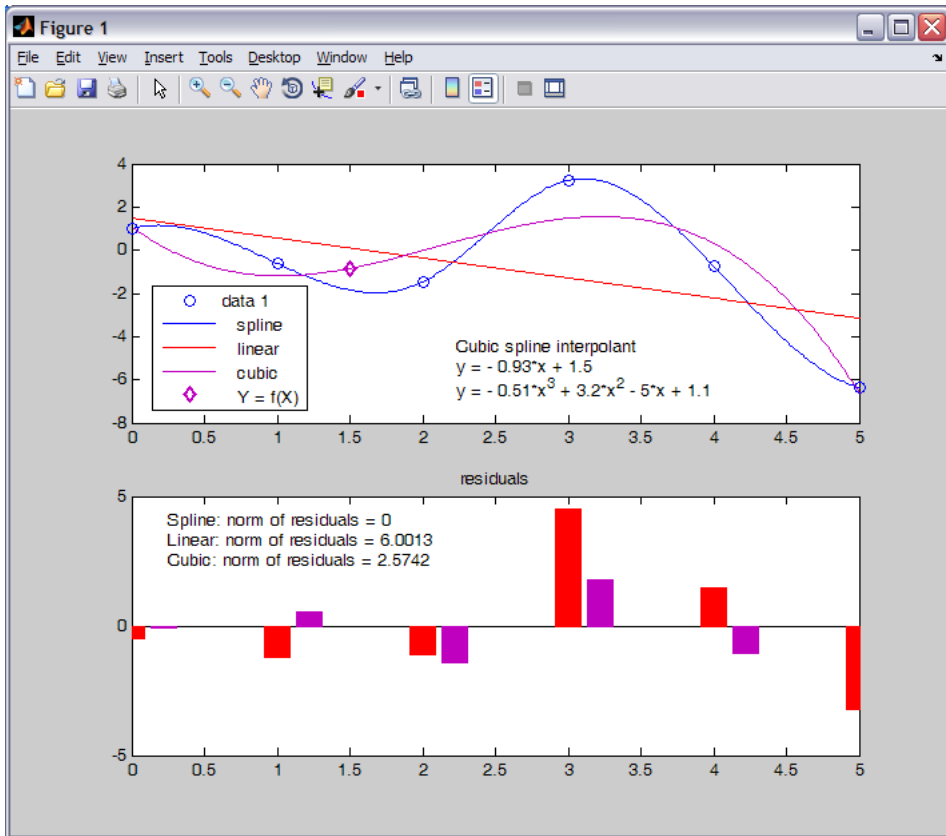 Figure 1
File Edit View Insert Tools Desktop Window Help
4
2
0
-2
-4
-6
-8
data 1
spline
linear
cubic
Y = f(X)
Cubic spline interpolant
y = - 0.93*x + 1.5
y = - 0.51*x^3 + 3.2*x^2 - 5*x + 1.1
0 0.5 1 1.5 2 2.5 3 3.5 4 4.5 5
residuals
5
0
-5
Spline: norm of residuals = 0
Linear: norm of residuals = 6.0013
Cubic: norm of residuals = 2.5742
0 0.5 1 1.5 2 2.5 3 3.5 4 4.5 5